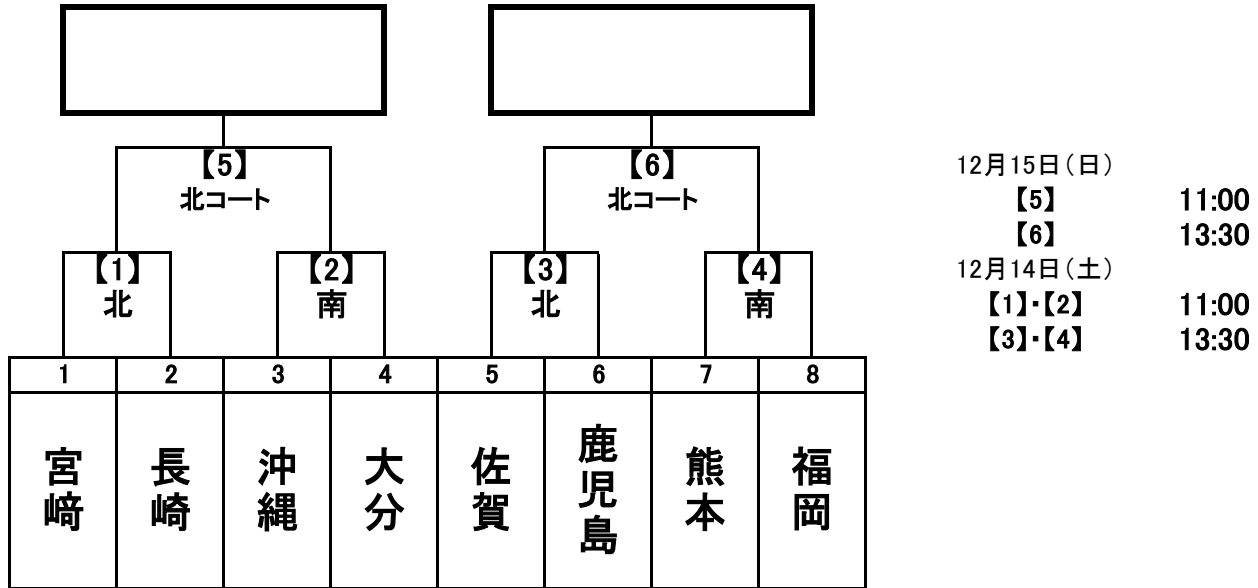 【5】
北コート
【6】
北コート
12月15日（日）
【5】 11:00
【6】 13:30
12月14日（土）
【1】・【2】 11:00
【3】・【4】 13:30
【1】
北
【2】
南
【3】
北
【4】
南
1 2 3 4 5 6 7 8
宮﨑
長崎
沖縄
大分
佐賀
鹿児島
熊本
福岡